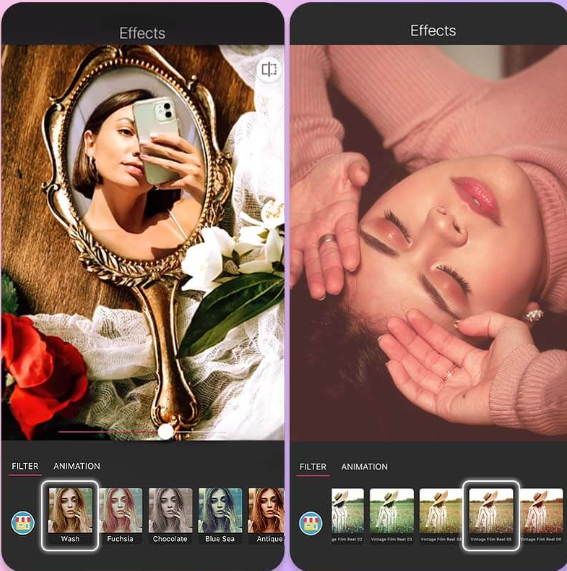 Effects
FILTER
ANIMATION
Wash
Fuchsia
Chocolate
Blue Sea
Antique
Effects
FILTER
ANIMATION
ge Film Reel 02
Vintage Film Reel 03
Vintage Film Reel 04
Vintage Film Reel 05
Vintage Film Reel 06